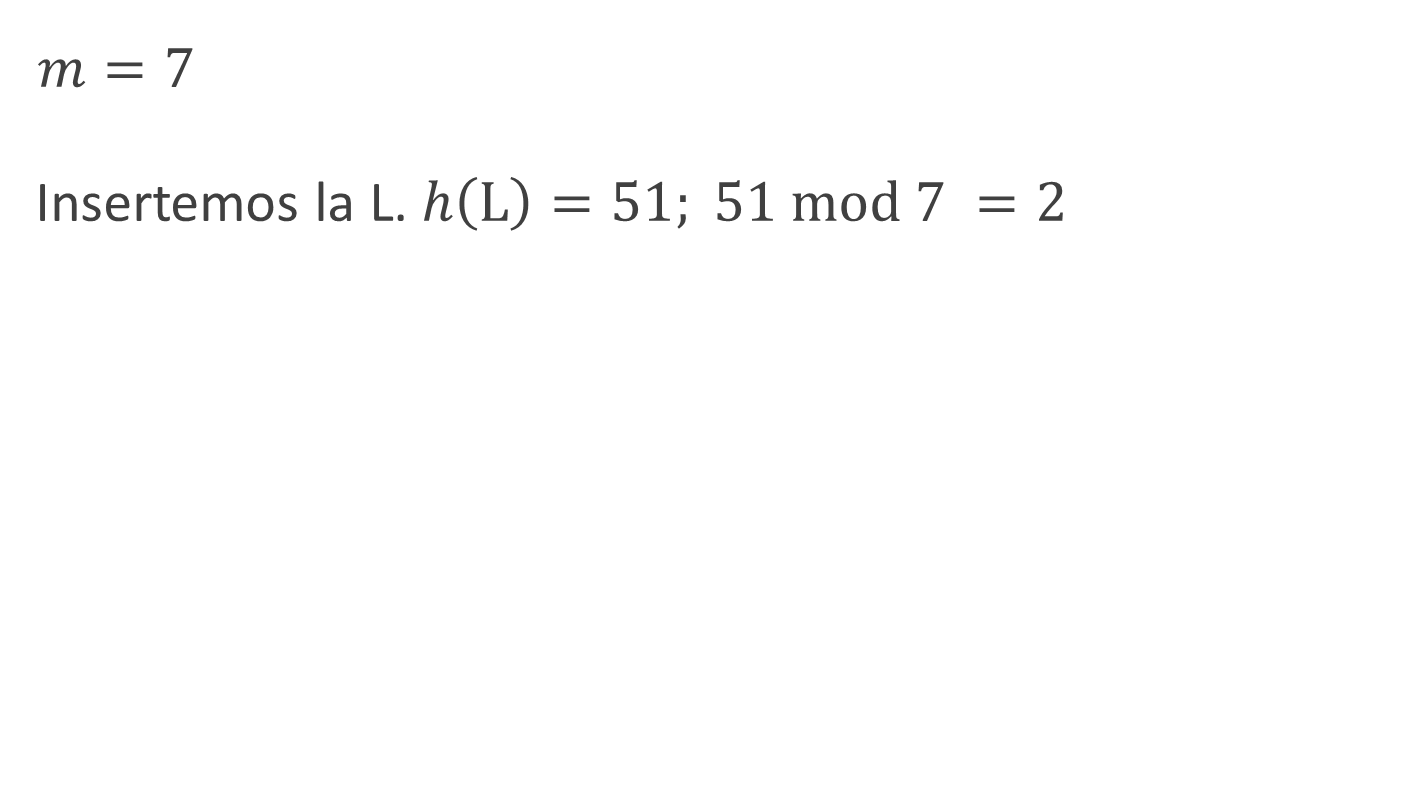 m = 7
Insertemos la L. h(L) = 51; 51 mod 7 = 2